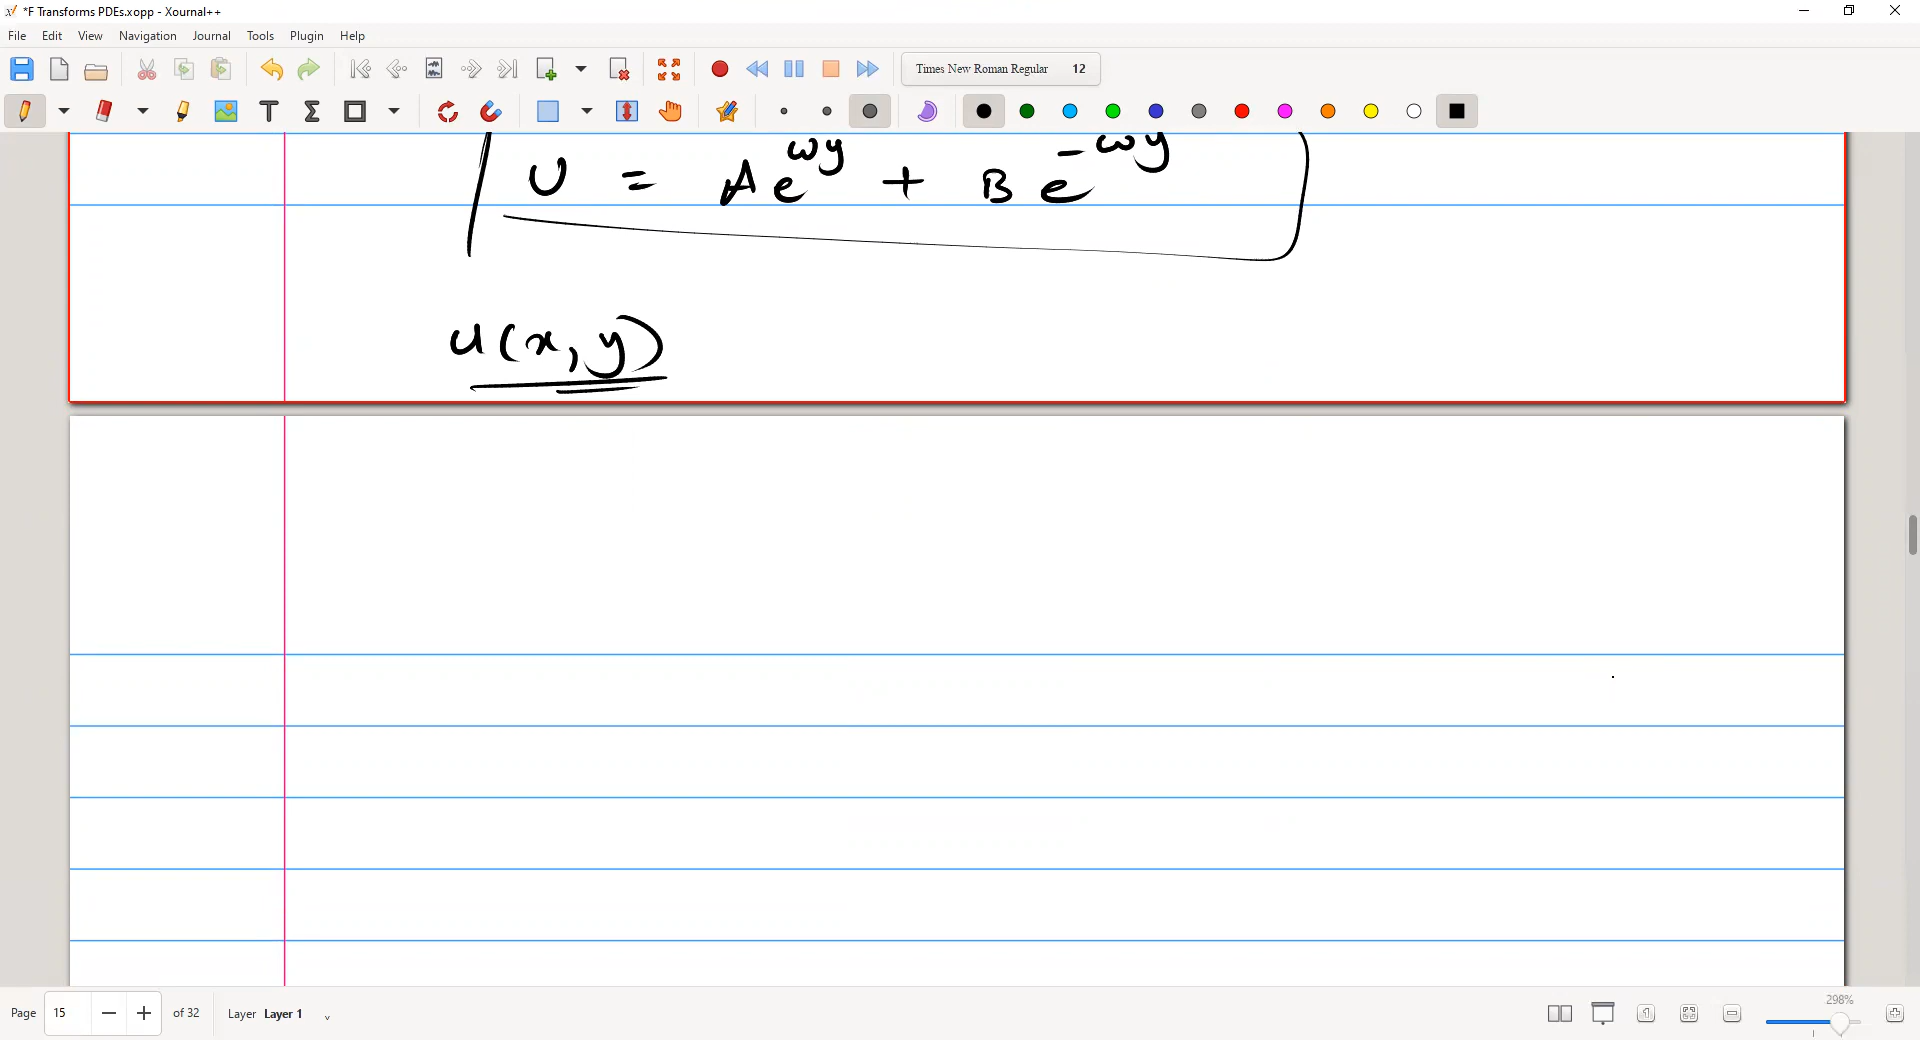 *F Transforms PDEs.xopp - Xournal++
File Edit View Navigation Journal Tools Plugin Help
Times New Roman Regular 12
U = Ae^{ωy} + Be^{-ωy}
u(x, y)
Page 15 of 32 Layer Layer 1 298%